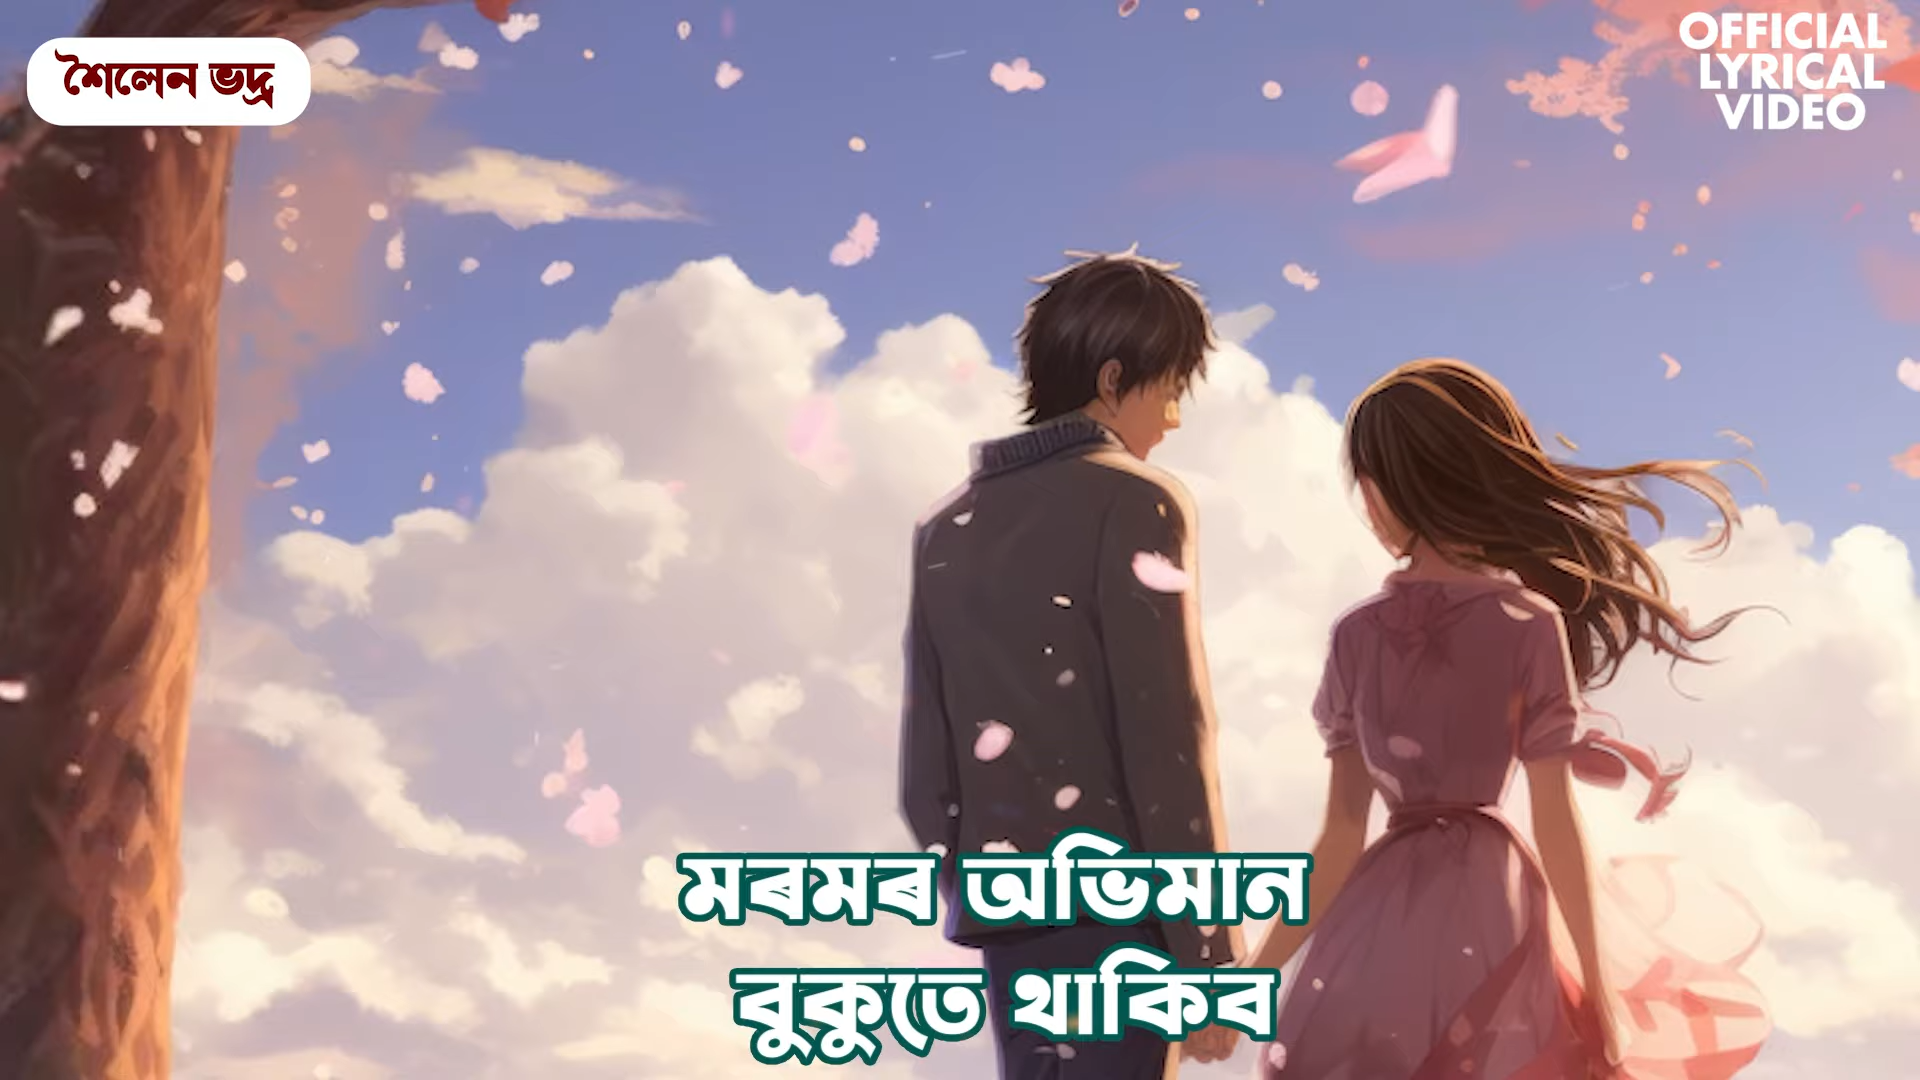 শৈলেন ভদ্ৰ
OFFICIAL
LYRICAL
VIDEO
মৰমৰ অভিমান
বুকুতে থাকিব